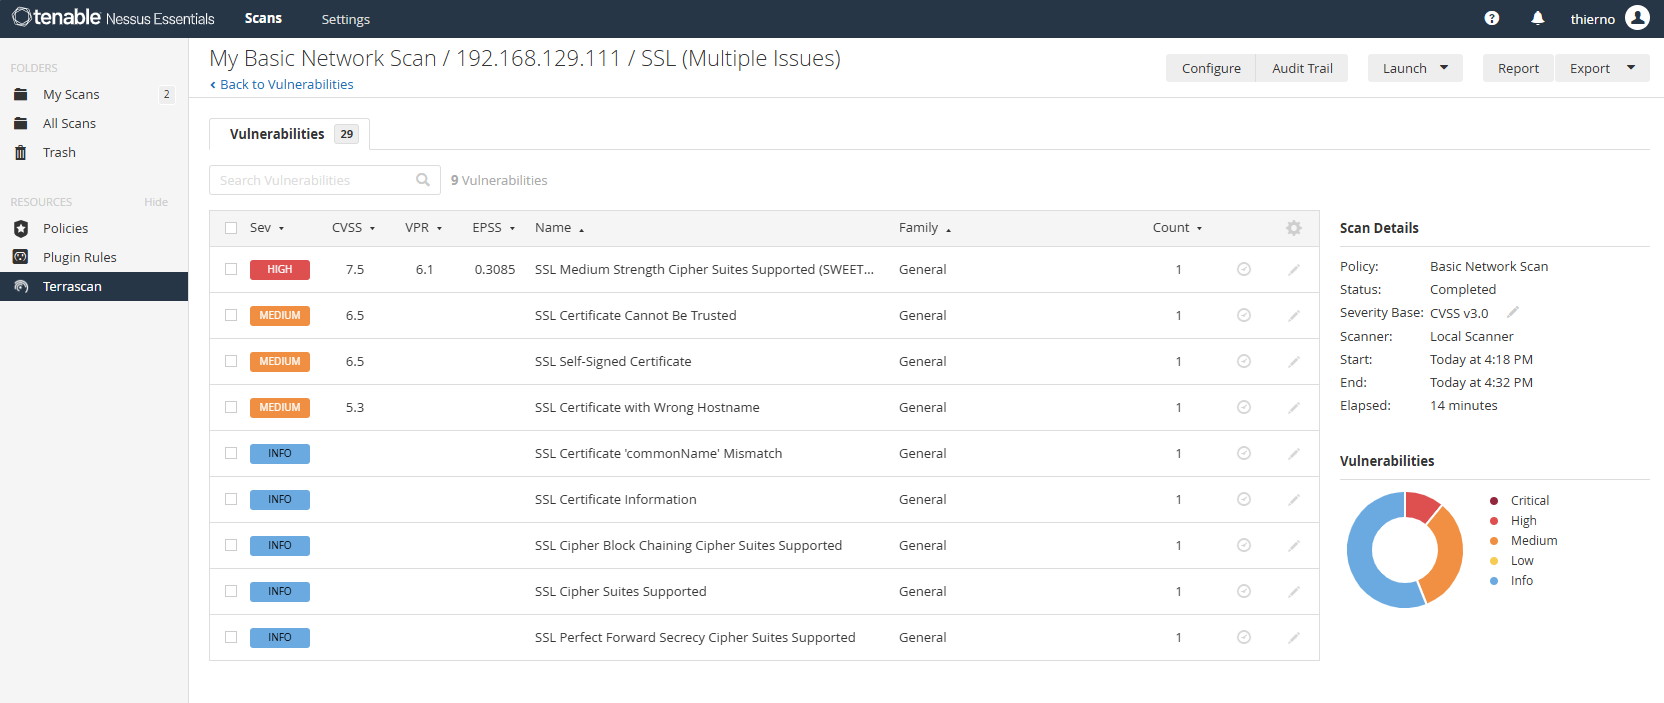 tenable Nessus Essentials Scans Settings thierno
FOLDERS
My Scans 2
All Scans
Trash
RESOURCES Hide
Policies
Plugin Rules
Terrascan
My Basic Network Scan / 192.168.129.111 / SSL (Multiple Issues)
Back to Vulnerabilities
Configure Audit Trail Launch Report Export
Vulnerabilities 29
Search Vulnerabilities 9 Vulnerabilities
Sev CVSS VPR EPSS Name Family Count
HIGH 7.5 6.1 0.3085 SSL Medium Strength Cipher Suites Supported (SWEET... General 1
MEDIUM 6.5 SSL Certificate Cannot Be Trusted General 1
MEDIUM 6.5 SSL Self-Signed Certificate General 1
MEDIUM 5.3 SSL Certificate with Wrong Hostname General 1
INFO SSL Certificate 'commonName' Mismatch General 1
INFO SSL Certificate Information General 1
INFO SSL Cipher Block Chaining Cipher Suites Supported General 1
INFO SSL Cipher Suites Supported General 1
INFO SSL Perfect Forward Secrecy Cipher Suites Supported General 1
Scan Details
Policy: Basic Network Scan
Status: Completed
Severity Base: CVSS v3.0
Scanner: Local Scanner
Start: Today at 4:18 PM
End: Today at 4:32 PM
Elapsed: 14 minutes
Vulnerabilities
Critical
High
Medium
Low
Info